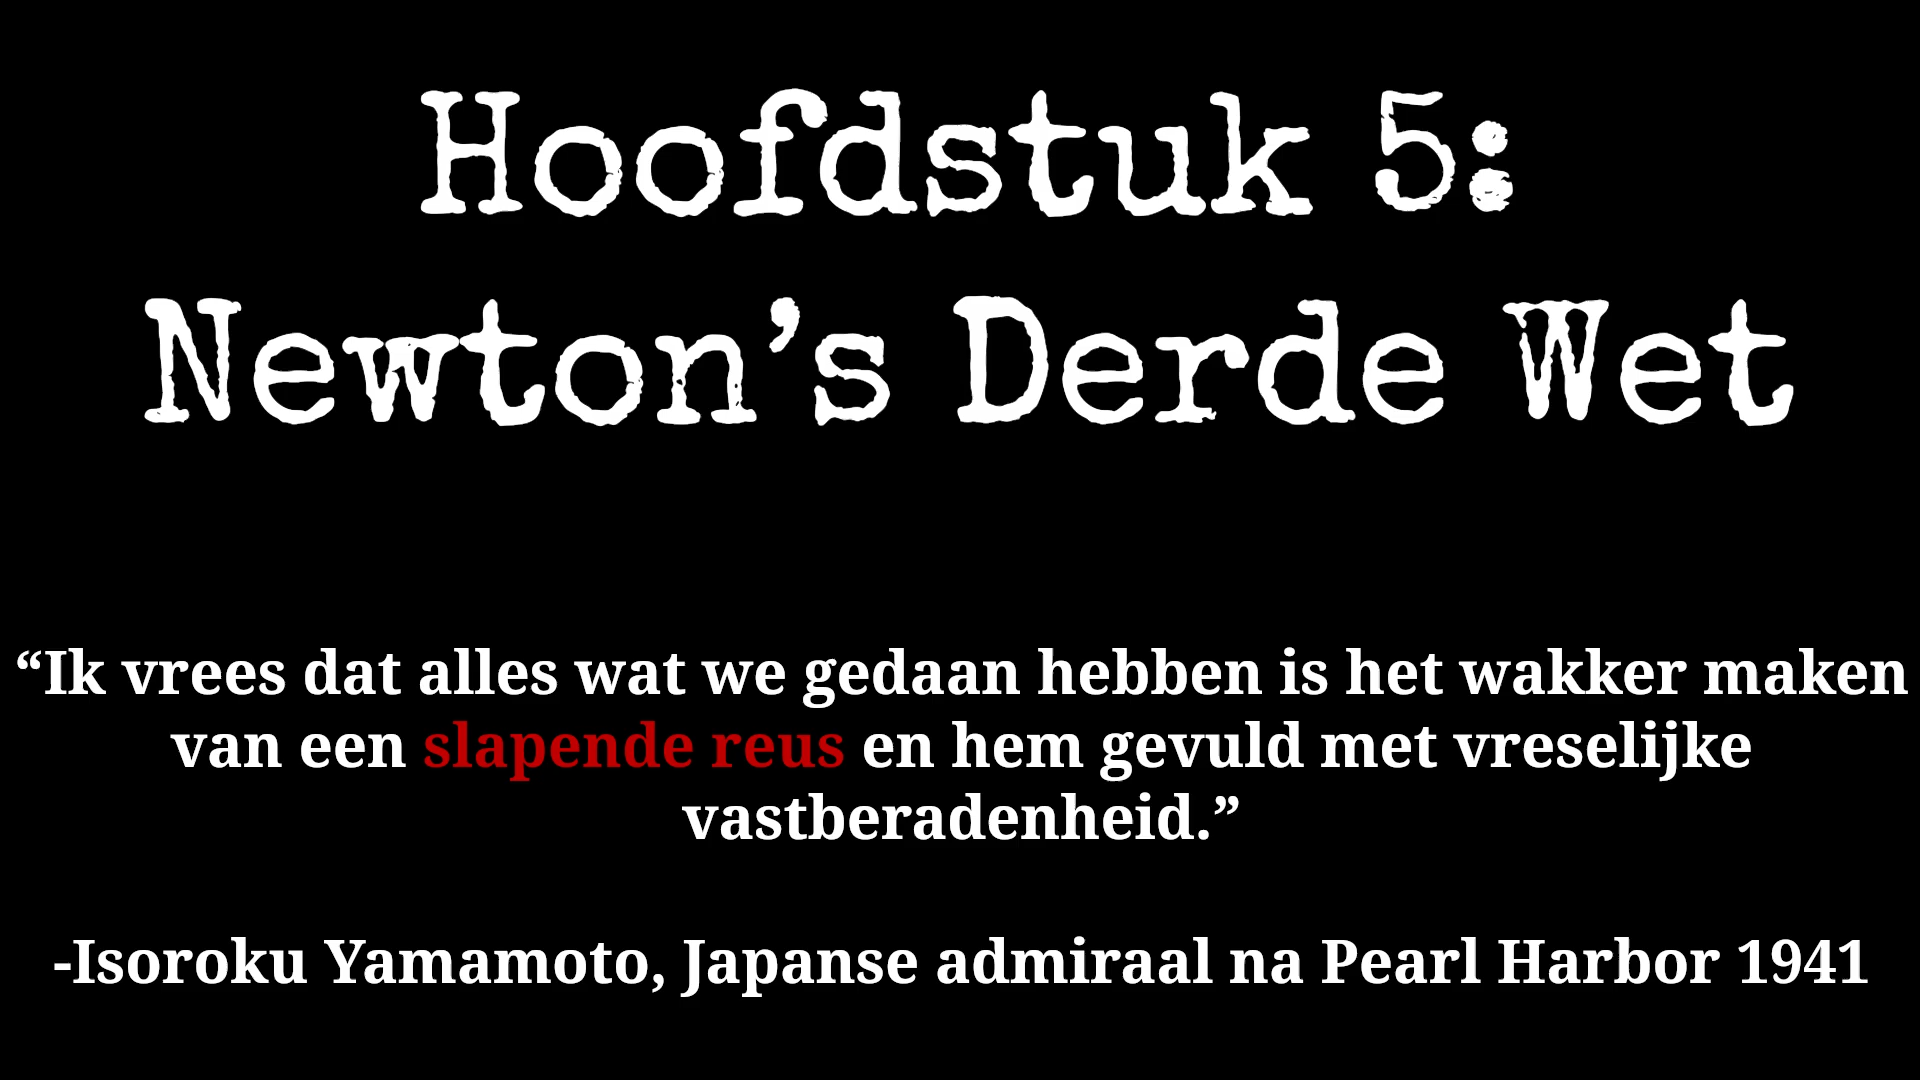 Hoofdstuk 5:
Newton’s Derde Wet
“Ik vrees dat alles wat we gedaan hebben is het wakker maken
van een slapende reus en hem gevuld met vreselijke
vastberadenheid.”
-Isoroku Yamamoto, Japanse admiraal na Pearl Harbor 1941